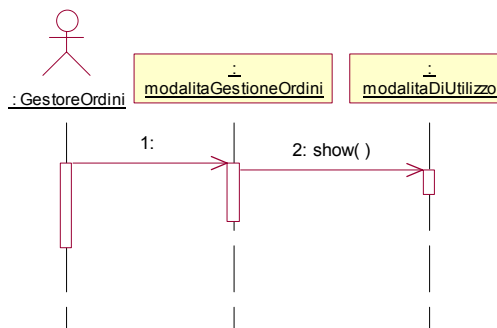 : GestoreOrdini
:
modalitaGestioneOrdini
:
modalitaDiUtilizzo
1:
2: show( )